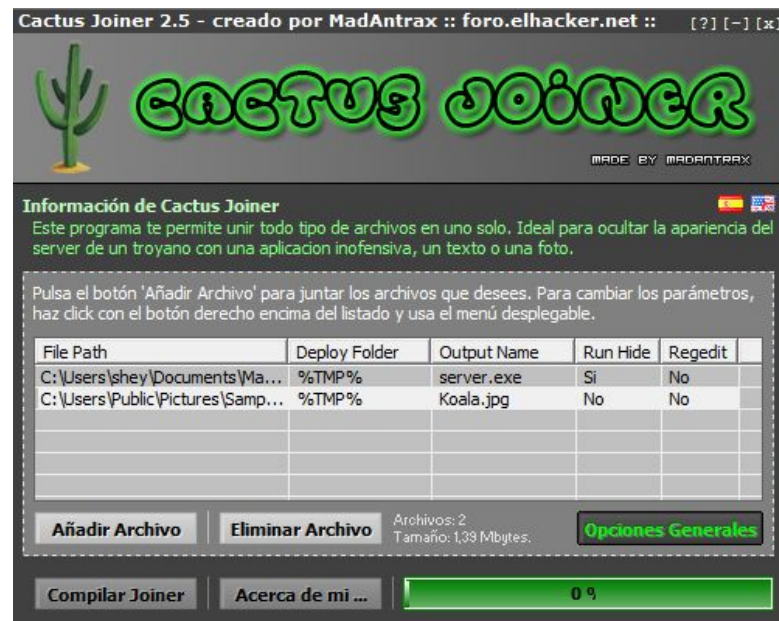 Cactus Joiner 2.5 - creado por MadAntrax :: foro.elhacker.net :: [?][-][x]
CACTUS JOINER
MADE BY MADANTRAX
Información de Cactus Joiner
Este programa te permite unir todo tipo de archivos en uno solo. Ideal para ocultar la apariencia del
server de un troyano con una aplicacion inofensiva, un texto o una foto.
Pulsa el botón 'Añadir Archivo' para juntar los archivos que desees. Para cambiar los parámetros,
haz click con el botón derecho encima del listado y usa el menú desplegable.
File Path Deploy Folder Output Name Run Hide Regedit
C:\Users\shey\Documents\Ma... %TMP% server.exe Si No
C:\Users\Public\Pictures\Samp... %TMP% Koala.jpg No No
Añadir Archivo Eliminar Archivo Archivos: 2 Opciones Generales
Tamaño: 1,39 Mbytes.
Compilar Joiner Acerca de mi ... 0 %